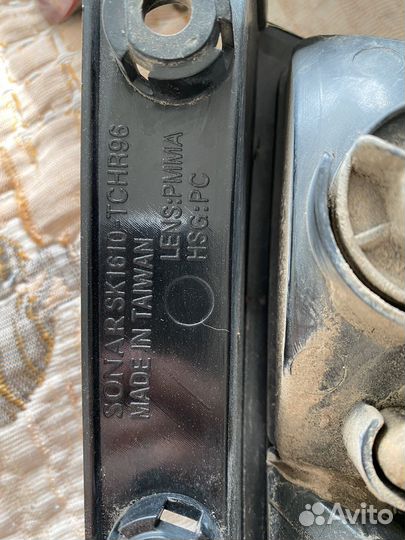 SONAR SK1610-TCHR96
MADE IN TAIWAN
LENS:PMMA
HSG:PC
Avito